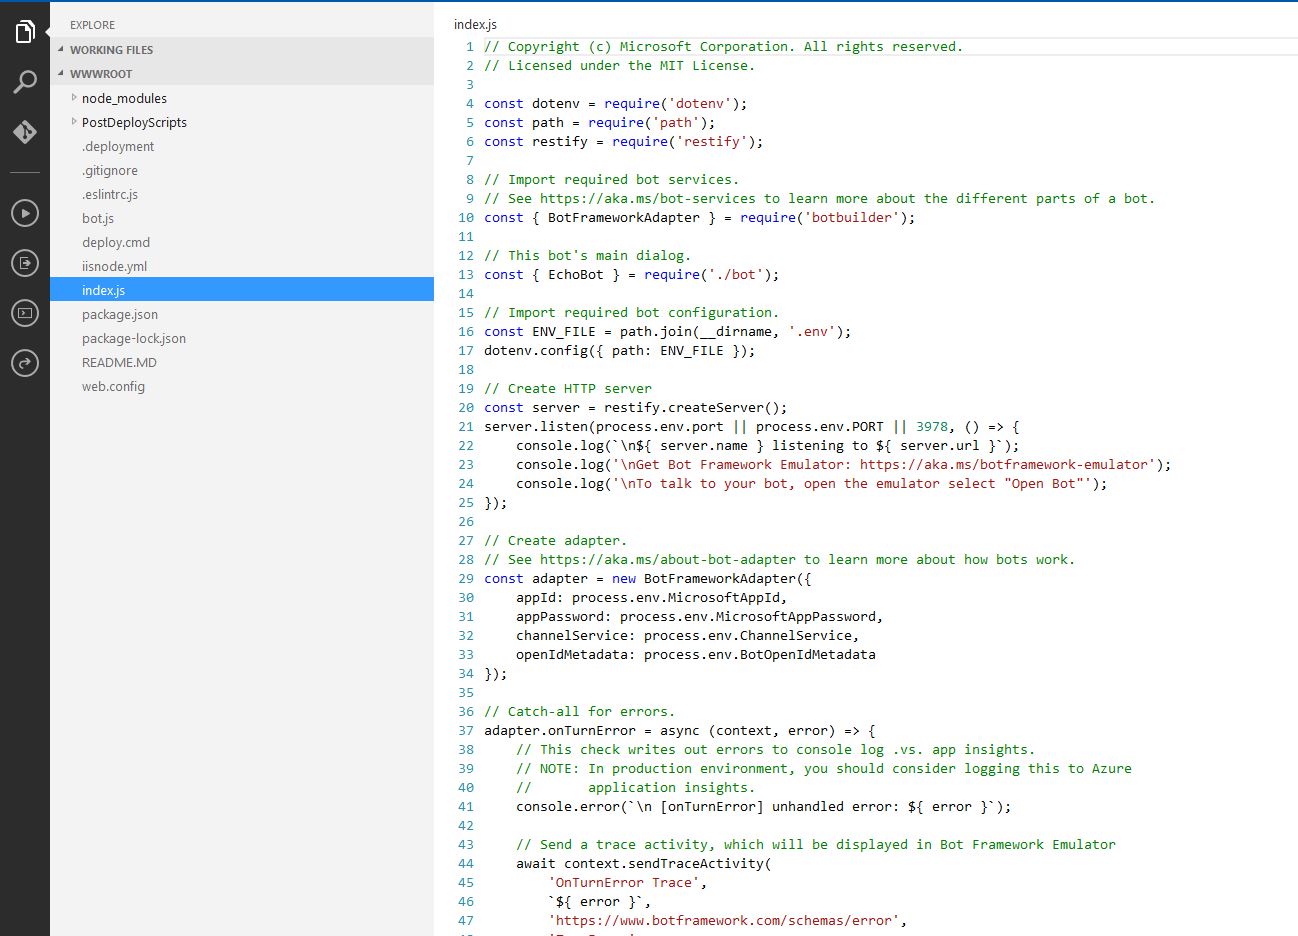 EXPLORE
WORKING FILES
WWWROOT
node_modules
PostDeployScripts
.deployment
.gitignore
.eslintrc.js
bot.js
deploy.cmd
iisnode.yml
index.js
package.json
package-lock.json
README.MD
web.config
index.js
1 // Copyright (c) Microsoft Corporation. All rights reserved.
2 // Licensed under the MIT License.
3
4 const dotenv = require('dotenv');
5 const path = require('path');
6 const restify = require('restify');
7
8 // Import required bot services.
9 // See https://aka.ms/bot-services to learn more about the different parts of a bot.
10 const { BotFrameworkAdapter } = require('botbuilder');
11
12 // This bot's main dialog.
13 const { EchoBot } = require('./bot');
14
15 // Import required bot configuration.
16 const ENV_FILE = path.join(__dirname, '.env');
17 dotenv.config({ path: ENV_FILE });
18
19 // Create HTTP server
20 const server = restify.createServer();
21 server.listen(process.env.port || process.env.PORT || 3978, () => {
22     console.log(`\n${ server.name } listening to ${ server.url }`);
23     console.log('\nGet Bot Framework Emulator: https://aka.ms/botframework-emulator');
24     console.log('\nTo talk to your bot, open the emulator select "Open Bot"');
25 });
26
27 // Create adapter.
28 // See https://aka.ms/about-bot-adapter to learn more about how bots work.
29 const adapter = new BotFrameworkAdapter({
30     appId: process.env.MicrosoftAppId,
31     appPassword: process.env.MicrosoftAppPassword,
32     channelService: process.env.ChannelService,
33     openIdMetadata: process.env.BotOpenIdMetadata
34 });
35
36 // Catch-all for errors.
37 adapter.onTurnError = async (context, error) => {
38     // This check writes out errors to console log .vs. app insights.
39     // NOTE: In production environment, you should consider logging this to Azure
40     //       application insights.
41     console.error(`\n [onTurnError] unhandled error: ${ error }`);
42
43     // Send a trace activity, which will be displayed in Bot Framework Emulator
44     await context.sendTraceActivity(
45         'OnTurnError Trace',
46         `${ error }`,
47         'https://www.botframework.com/schemas/error',